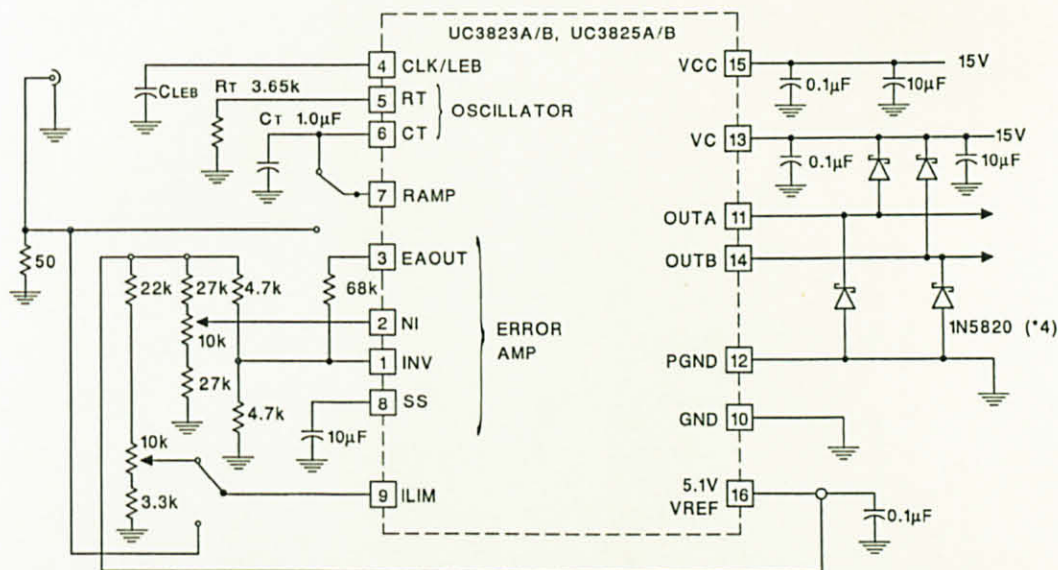 UC3823A/B, UC3825A/B
4 CLK/LEB
CLEB
RT 3.65k
5 RT
OSCILLATOR
CT 1.0µF
6 CT
7 RAMP
50
3 EAOUT
22k
27k
4.7k
68k
2 NI
10k
ERROR
AMP
1 INV
27k
4.7k
8 SS
10µF
10k
9 ILIM
3.3k
VCC 15
15V
0.1µF
10µF
VC 13
15V
0.1µF
10µF
OUTA 11
OUTB 14
1N5820 (*4)
PGND 12
GND 10
5.1V
VREF 16
0.1µF